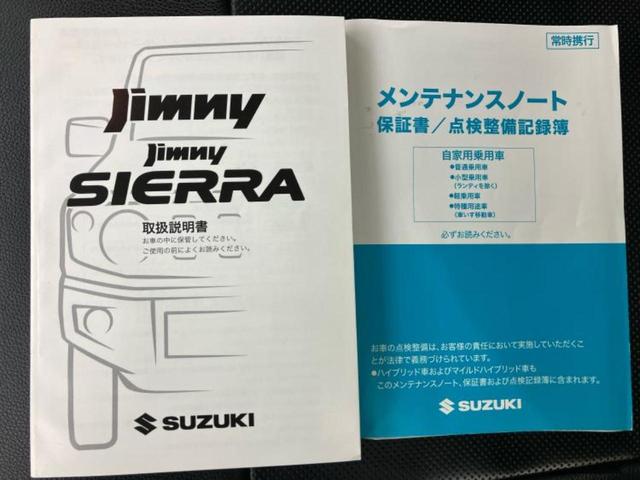 Jimny
Jimny
SIERRA
取扱説明書
お車の中に保管してください。
ご使用の前によくお読みください。
SUZUKI
常時携行
メンテナンスノート
保証書/点検整備記録簿
自家用乗用車
●普通乗用車
●小型乗用車
(ランディを除く)
●軽乗用車
●特種用途車
(車いす移動車)
必ずお読みください。
お車の点検整備は、お客様の責任において実施していただくこ
とが法律で義務づけられています。
●ハイブリッド車およびマイルドハイブリッド車も
このメンテナンスノート、保証書および点検記録簿に含まれます。
SUZUKI